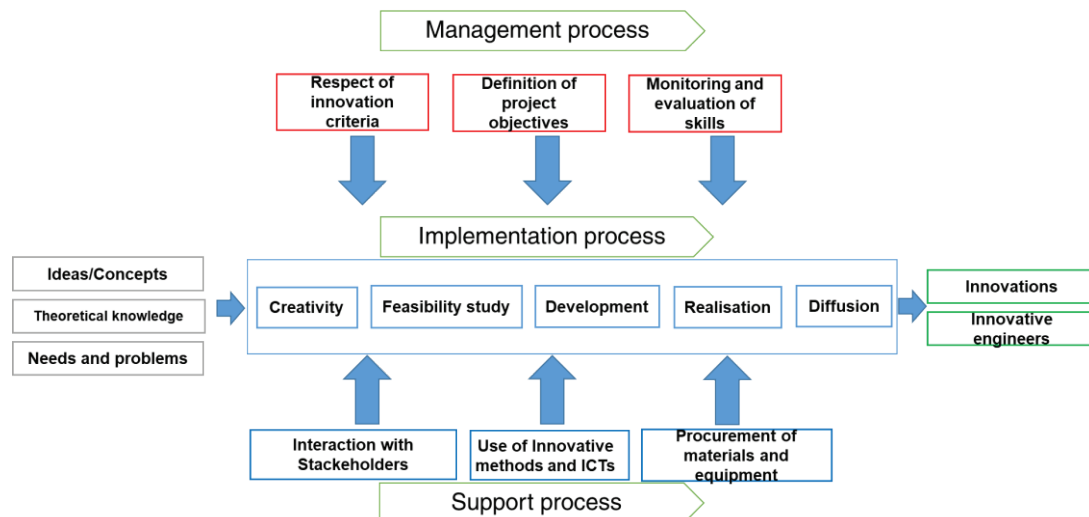 Management process
Respect of
innovation
criteria
Definition of
project
objectives
Monitoring and
evaluation of
skills
Implementation process
Ideas/Concepts
Theoretical knowledge
Needs and problems
Creativity
Feasibility study
Development
Realisation
Diffusion
Innovations
Innovative
engineers
Interaction with
Stackeholders
Use of Innovative
methods and ICTs
Procurement of
materials and
equipment
Support process